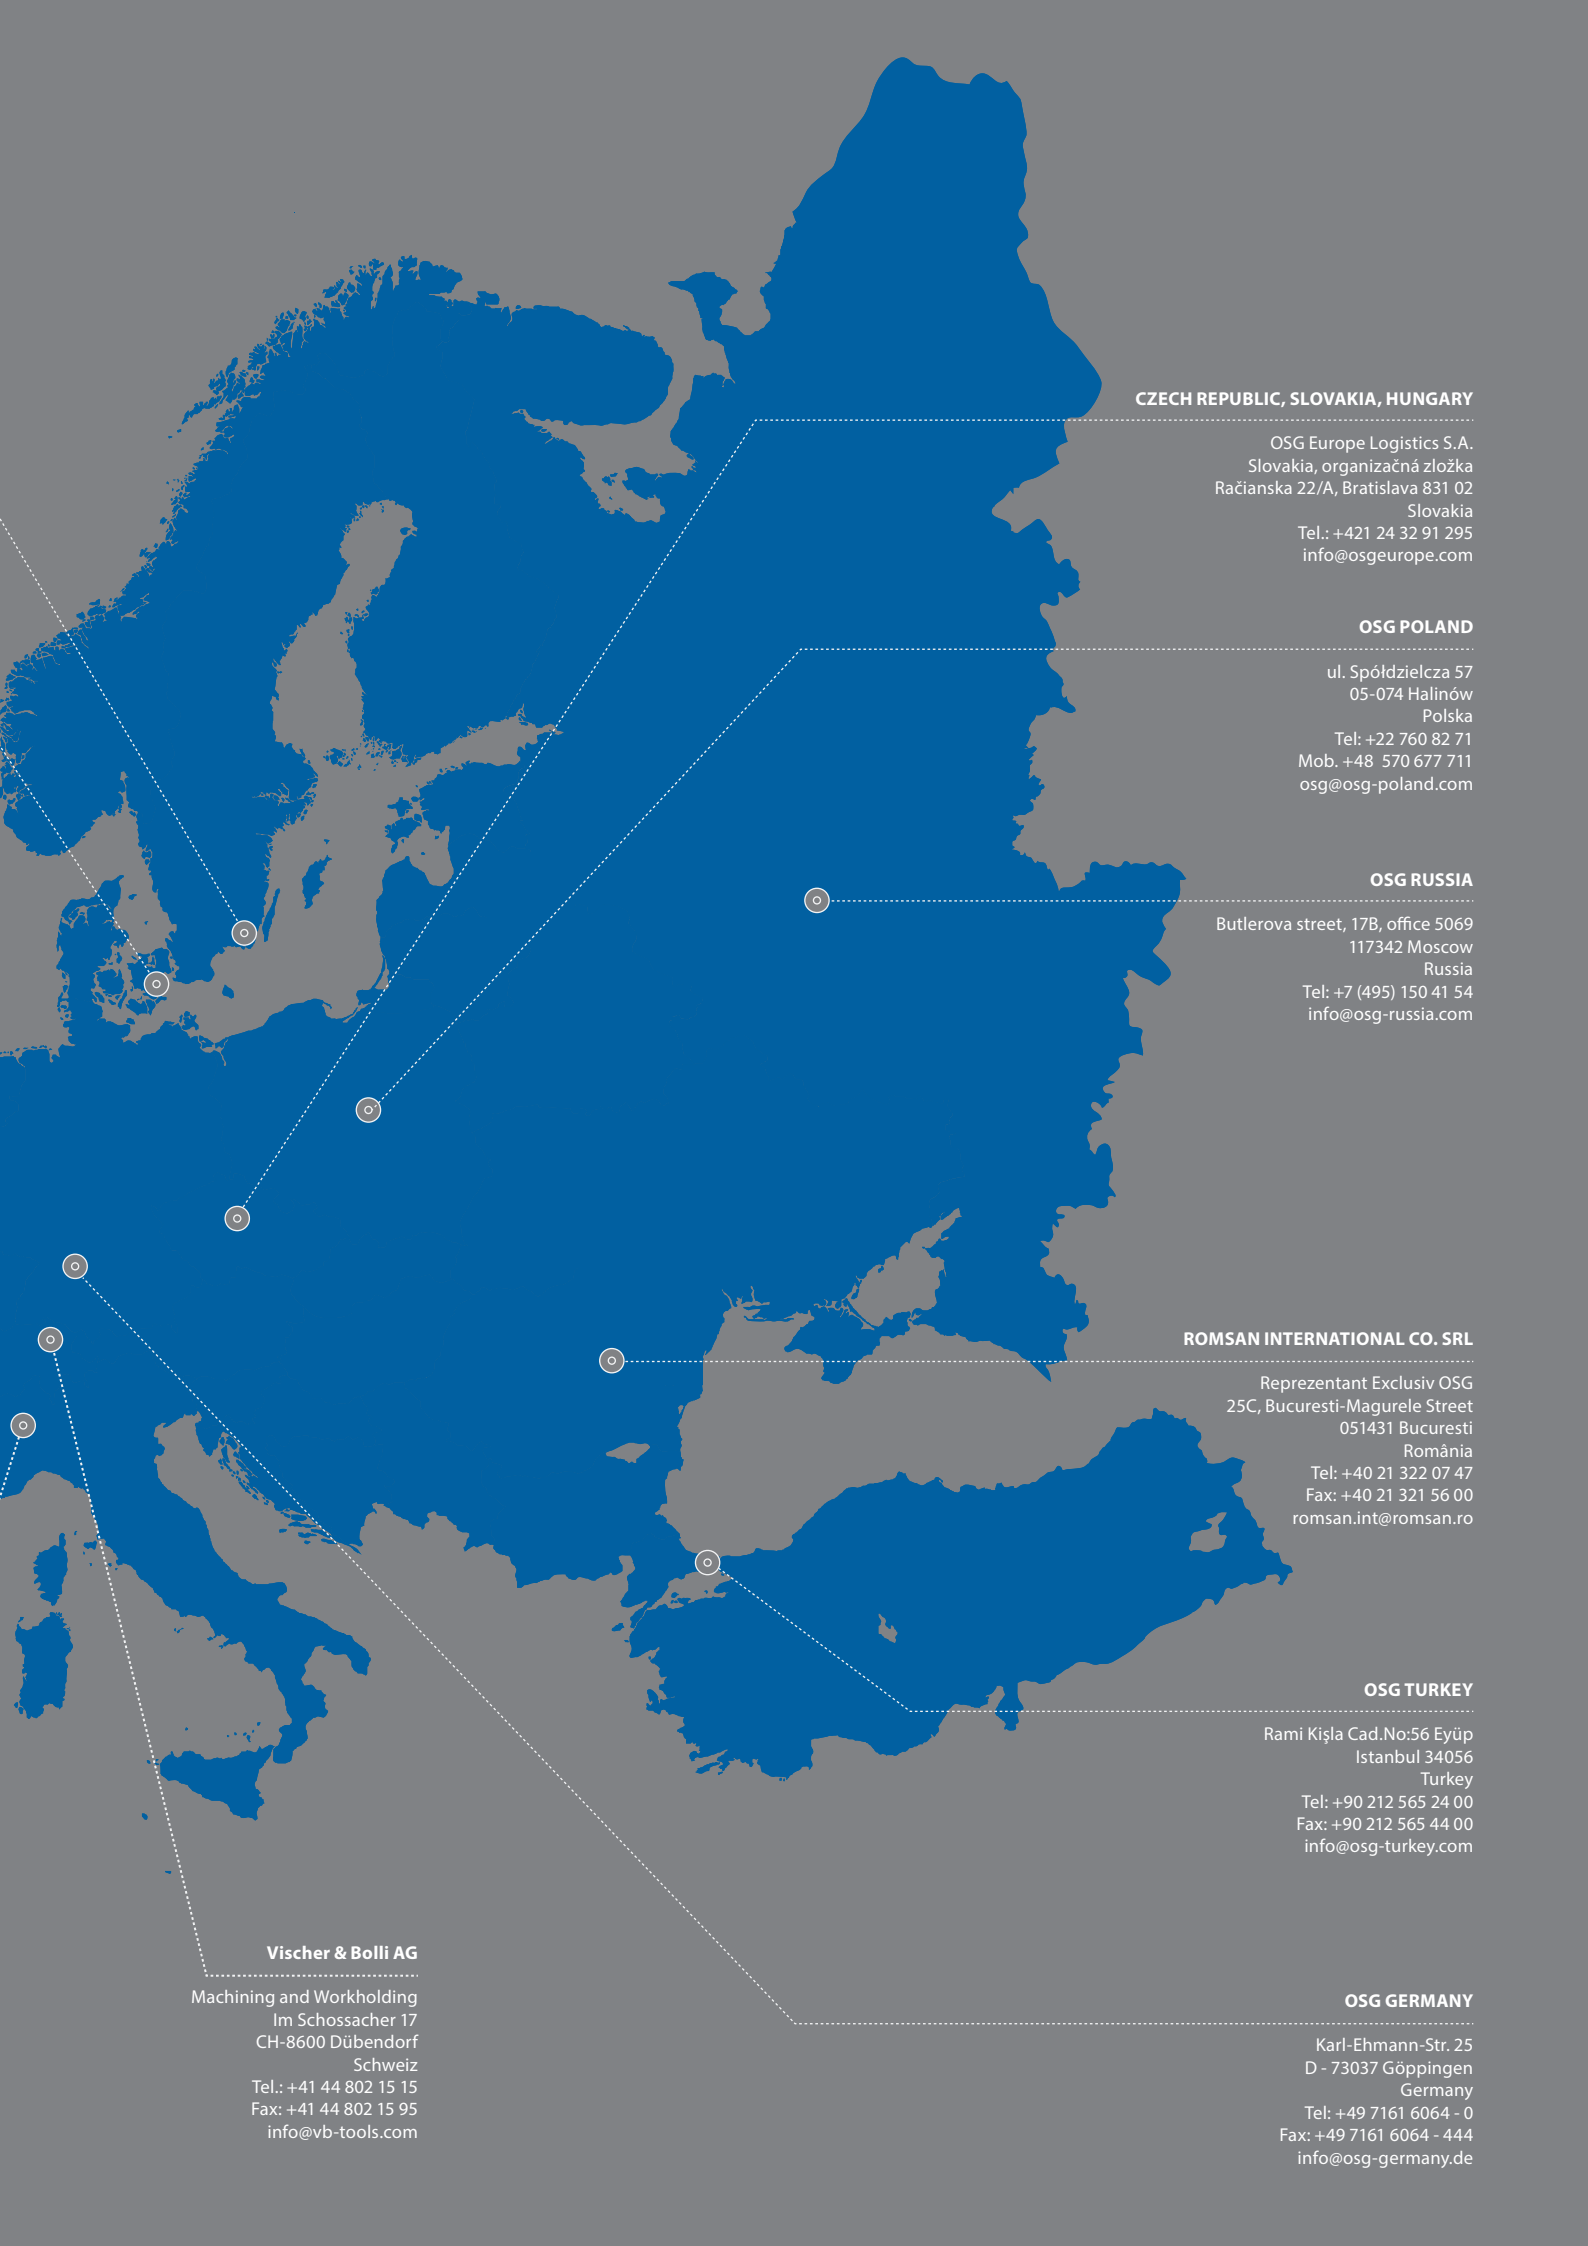 CZECH REPUBLIC, SLOVAKIA, HUNGARY
OSG Europe Logistics S.A.
Slovakia, organizačná zložka
Račianska 22/A, Bratislava 831 02
Slovakia
Tel.: +421 24 32 91 295
info@osgeurope.com
OSG POLAND
ul. Spółdzielcza 57
05-074 Halinów
Polska
Tel: +22 760 82 71
Mob. +48 570 677 711
osg@osg-poland.com
OSG RUSSIA
Butlerova street, 17B, office 5069
117342 Moscow
Russia
Tel: +7 (495) 150 41 54
info@osg-russia.com
ROMSAN INTERNATIONAL CO. SRL
Reprezentant Exclusiv OSG
25C, Bucuresti-Magurele Street
051431 Bucuresti
România
Tel: +40 21 322 07 47
Fax: +40 21 321 56 00
romsan.int@romsan.ro
OSG TURKEY
Rami Kişla Cad.No:56 Eyüp
Istanbul 34056
Turkey
Tel: +90 212 565 24 00
Fax: +90 212 565 44 00
info@osg-turkey.com
Vischer & Bolli AG
Machining and Workholding
Im Schossacher 17
CH-8600 Dübendorf
Schweiz
Tel.: +41 44 802 15 15
Fax: +41 44 802 15 95
info@vb-tools.com
OSG GERMANY
Karl-Ehmann-Str. 25
D - 73037 Göppingen
Germany
Tel: +49 7161 6064 - 0
Fax: +49 7161 6064 - 444
info@osg-germany.de